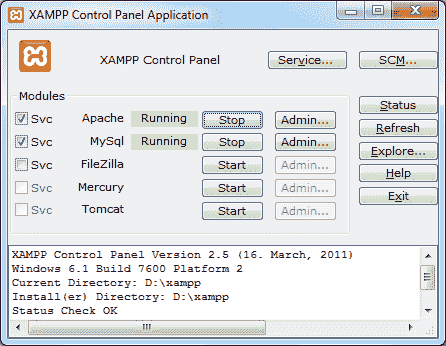 XAMPP Control Panel Application
XAMPP Control Panel
Service...
SCM...
Modules
Svc Apache Running Stop Admin...
Svc MySql Running Stop Admin...
Svc FileZilla Start Admin...
Svc Mercury Start Admin...
Svc Tomcat Start Admin...
Status
Refresh
Explore...
Help
Exit
XAMPP Control Panel Version 2.5 (16. March, 2011)
Windows 6.1 Build 7600 Platform 2
Current Directory: D:\xampp
Install(er) Directory: D:\xampp
Status Check OK